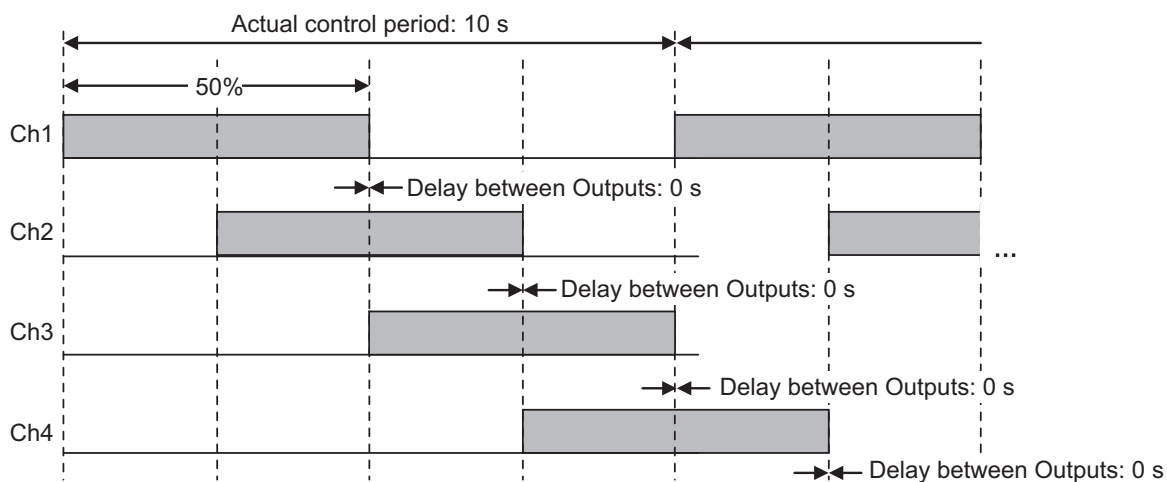 Actual control period: 10 s
50%
Ch1
Delay between Outputs: 0 s
Ch2
...
Delay between Outputs: 0 s
Ch3
Delay between Outputs: 0 s
Ch4
Delay between Outputs: 0 s